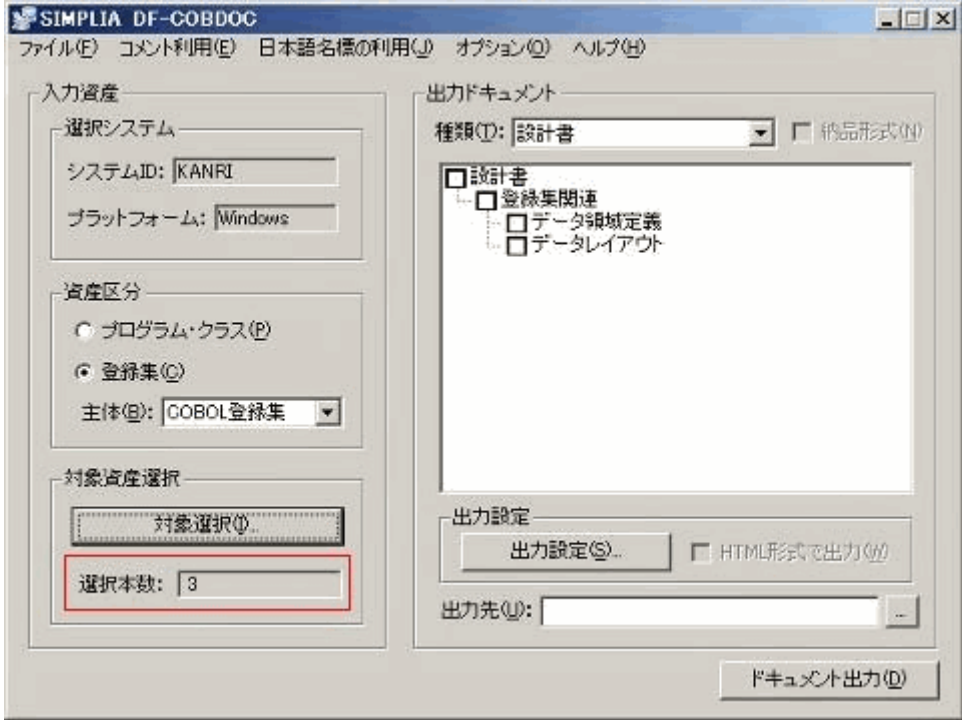 SIMPLIA DF-COBDOC
ファイル(F) コメント利用(E) 日本語名標の利用(J) オプション(O) ヘルプ(H)
入力資産
選択システム
システムID: KANRI
プラットフォーム: Windows
資産区分
プログラム・クラス(P)
登録集(C)
主体(B): COBOL登録集
対象資産選択
対象選択(I)...
選択本数: 3
出力ドキュメント
種類(T): 設計書 納品形式(N)
設計書
登録集関連
データ領域定義
データレイアウト
出力設定
出力設定(S)... HTML形式で出力(W)
出力先(U): ...
ドキュメント出力(D)